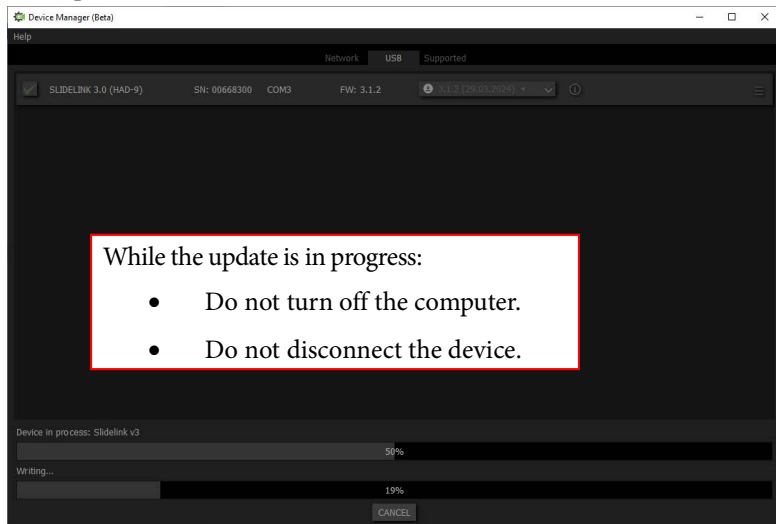 Device Manager (Beta)
Help
Network USB Supported
SLIDELINK 3.0 (HAD-9) SN: 00668300 COM3 FW: 3.1.2 3.1.2 (29.03.2024)
While the update is in progress:
• Do not turn off the computer.
• Do not disconnect the device.
Device in process: Slidelink v3
50%
Writing...
19%
CANCEL